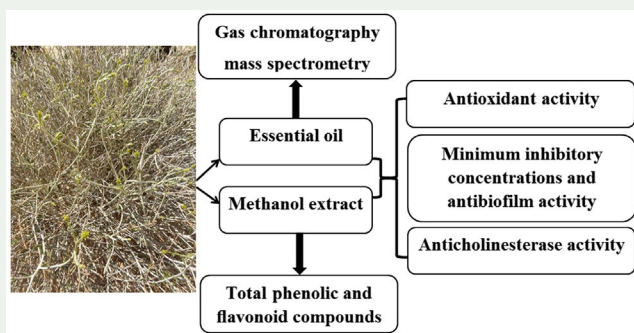 Gas chromatography
mass spectrometry
Essential oil
Methanol extract
Total phenolic and
flavonoid compounds
Antioxidant activity
Minimum inhibitory
concentrations and
antibiofilm activity
Anticholinesterase activity